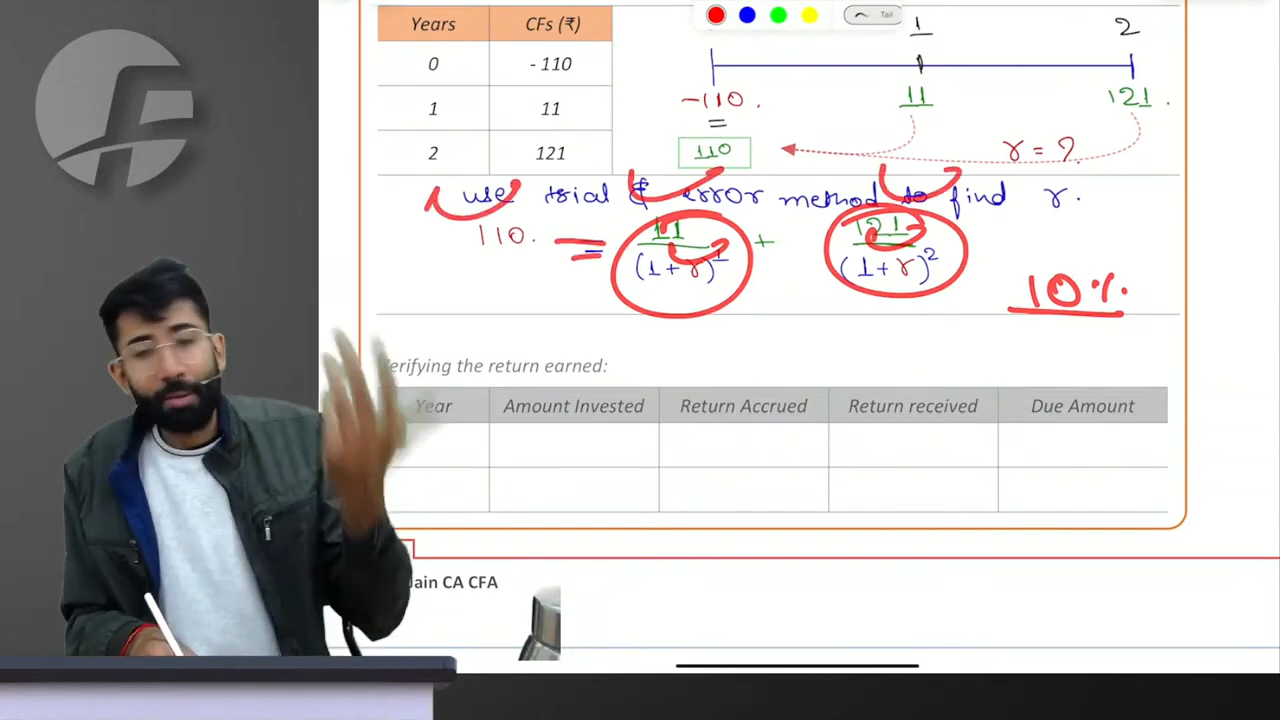 Years CFs (₹)
0 - 110
1 11
2 121
Tail
1 2
-110. 11 121.
=
110 r = ?
use trial & error method to find r.
110. = 11/(1+r)^1 + 121/(1+r)^2
10%
erifying the return earned:
Year Amount Invested Return Accrued Return received Due Amount
Jain CA CFA